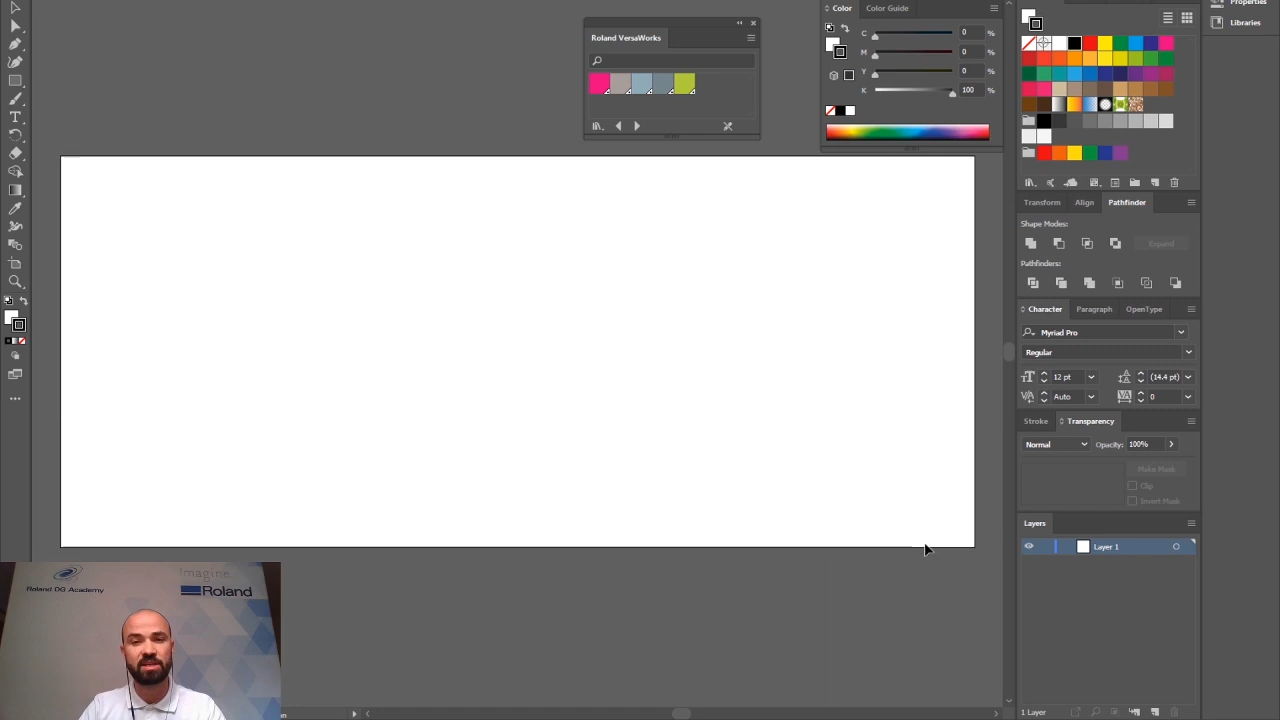 Color
Color Guide
Properties
Libraries
Roland VersaWorks
C
0
%
M
0
%
Y
0
%
K
100
%
Transform
Align
Pathfinder
Shape Modes:
Expand
Pathfinders:
Character
Paragraph
OpenType
Myriad Pro
Regular
12 pt
(14.4 pt)
Auto
0
Stroke
Transparency
Normal
Opacity:
100%
Make Mask
Clip
Invert Mask
Layers
Layer 1
Imagine.
Roland DG Academy
Roland
1 Layer